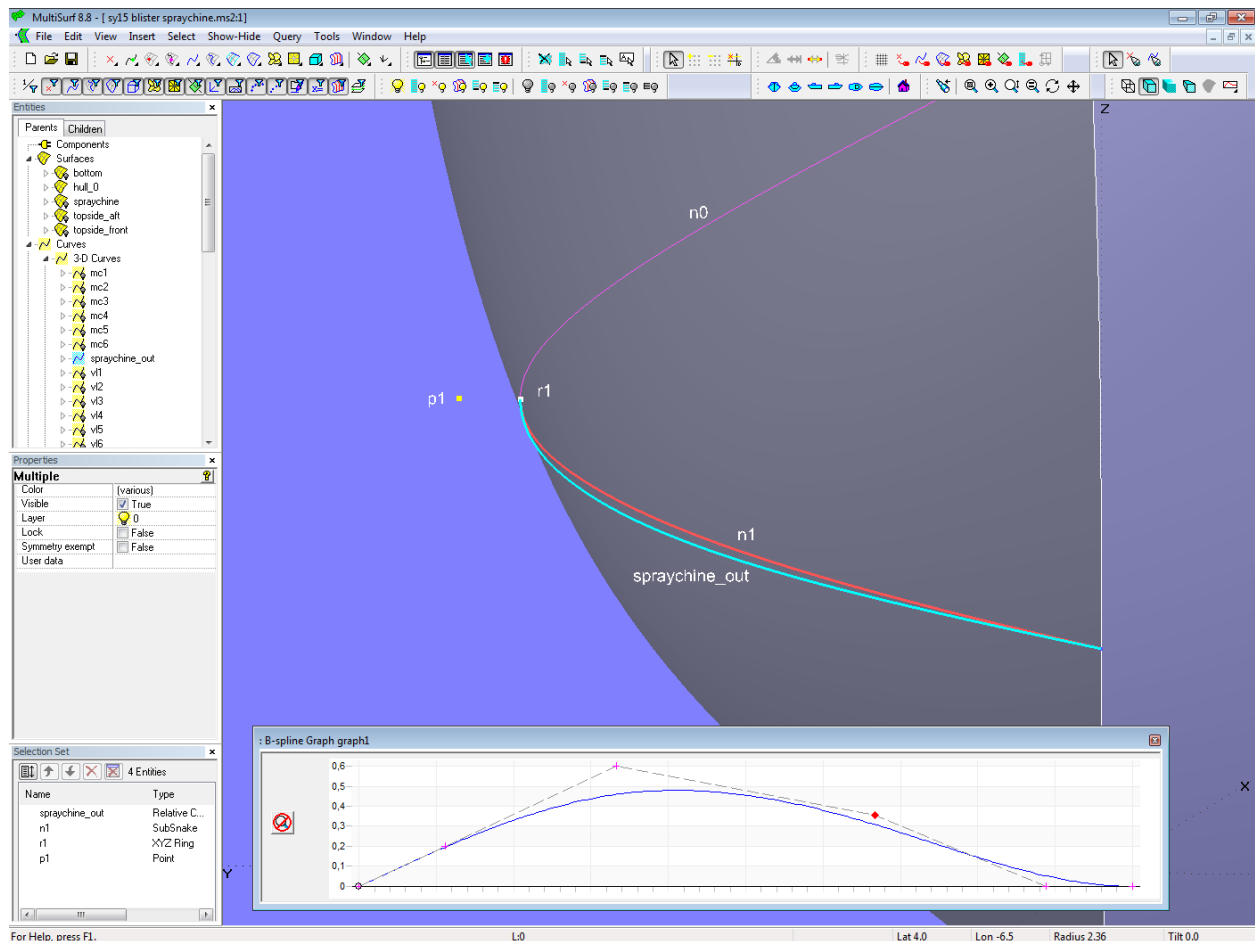 MultiSurf 8.8 - [ sy15 blister spraychine.ms2:1]
File Edit View Insert Select Show-Hide Query Tools Window Help
Entities
Parents Children
Components
Surfaces
bottom
hull_0
spraychine
topside_aft
topside_front
Curves
3-D Curves
mc1
mc2
mc3
mc4
mc5
mc6
spraychine_out
vl1
vl2
vl3
vl4
vl5
vl6
Properties
Multiple
Color (various)
Visible True
Layer 0
Lock False
Symmetry exempt False
User data
Selection Set
4 Entities
Name Type
spraychine_out Relative C...
n1 SubSnake
r1 XYZ Ring
p1 Point
Z
n0
p1
r1
n1
spraychine_out
X
Y
: B-spline Graph graph1
0,6
0,5
0,4
0,3
0,2
0,1
0
For Help, press F1. L:0 Lat 4.0 Lon -6.5 Radius 2.36 Tilt 0.0